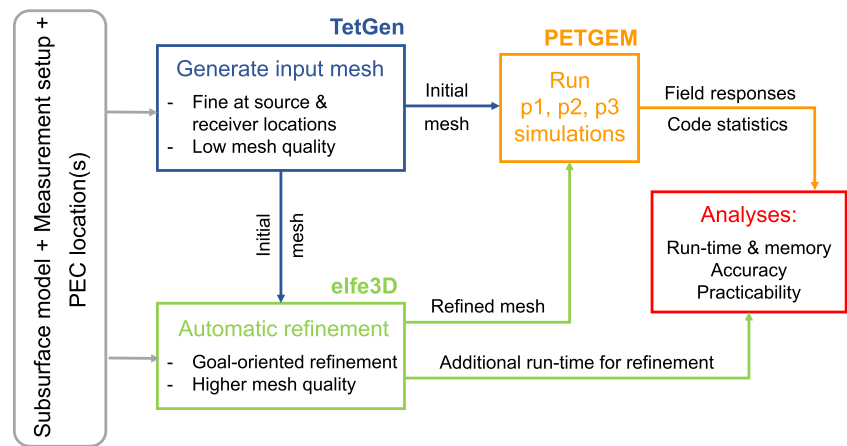 Subsurface model + Measurement setup +
PEC location(s)
TetGen
Generate input mesh
- Fine at source &
receiver locations
- Low mesh quality
Initial
mesh
PETGEM
Run
p1, p2, p3
simulations
Field responses
Code statistics
Initial
mesh
Analyses:
Run-time & memory
Accuracy
Practicability
elfe3D
Automatic refinement
- Goal-oriented refinement
- Higher mesh quality
Refined mesh
Additional run-time for refinement